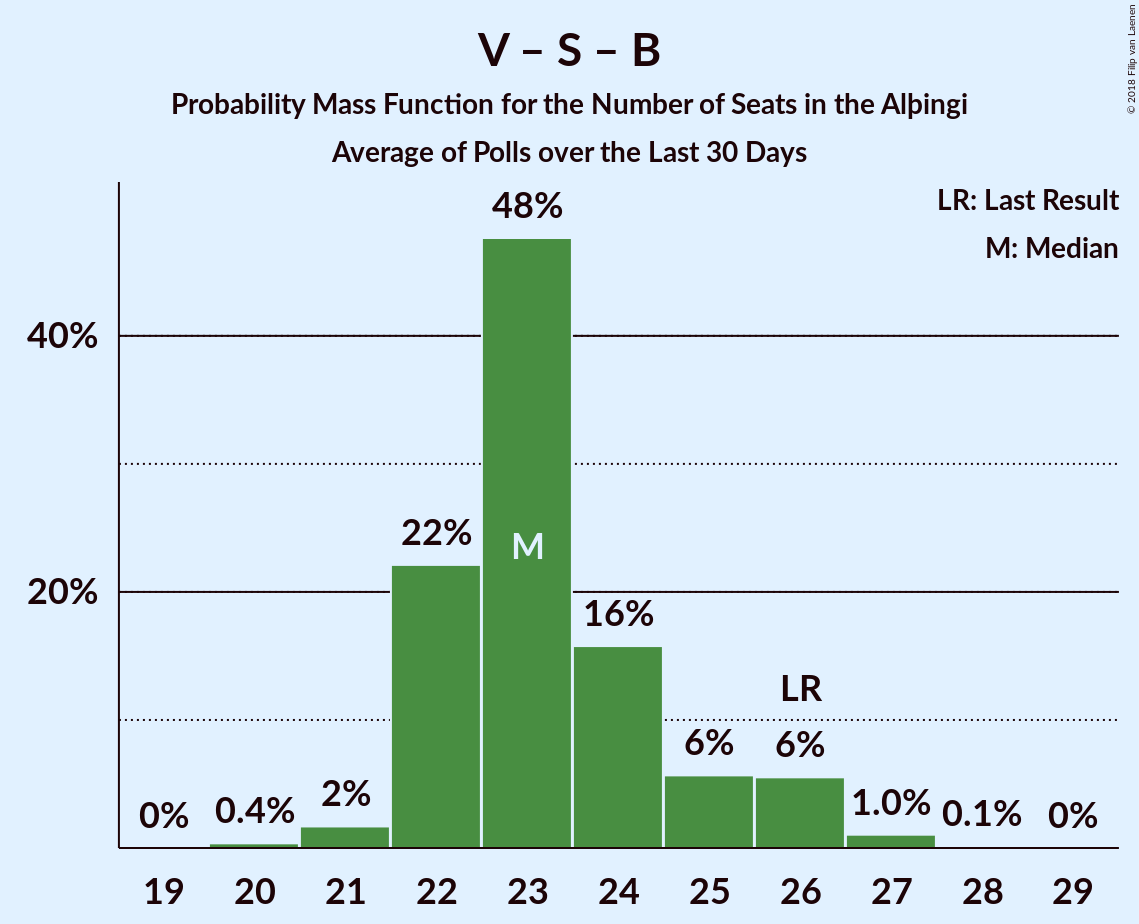 V – S – B
Probability Mass Function for the Number of Seats in the Alþingi
Average of Polls over the Last 30 Days
© 2018 Filip van Laenen
LR: Last Result
M: Median
40%
20%
0%
0.4%
2%
22%
48%
M
16%
6%
LR
6%
1.0%
0.1%
0%
19 20 21 22 23 24 25 26 27 28 29